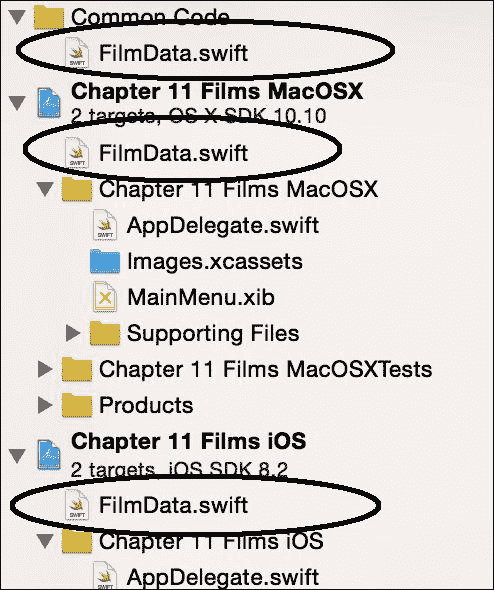 Common Code
SWIFT FilmData.swift
Chapter 11 Films MacOSX
2 targets, OS X SDK 10.10
SWIFT FilmData.swift
Chapter 11 Films MacOSX
SWIFT AppDelegate.swift
Images.xcassets
MainMenu.xib
Supporting Files
Chapter 11 Films MacOSXTests
Products
Chapter 11 Films iOS
2 targets, iOS SDK 8.2
SWIFT FilmData.swift
Chapter 11 Films iOS
SWIFT AppDelegate.swift